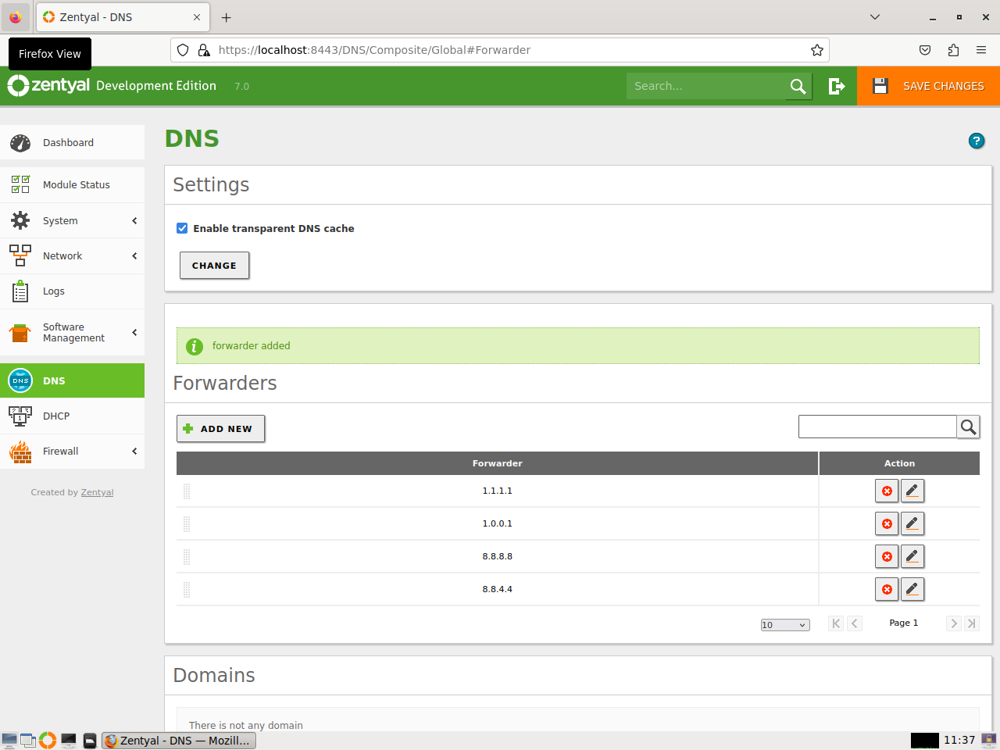 Zentyal - DNS
Firefox View
https://localhost:8443/DNS/Composite/Global#Forwarder
zentyal Development Edition 7.0
Search...
SAVE CHANGES
Dashboard
Module Status
System
Network
Logs
Software
Management
DNS
DHCP
Firewall
Created by Zentyal
DNS
?
Settings
Enable transparent DNS cache
CHANGE
forwarder added
Forwarders
ADD NEW
Forwarder Action
1.1.1.1
1.0.0.1
8.8.8.8
8.8.4.4
10 Page 1
Domains
There is not any domain
Zentyal - DNS — Mozill...
11:37